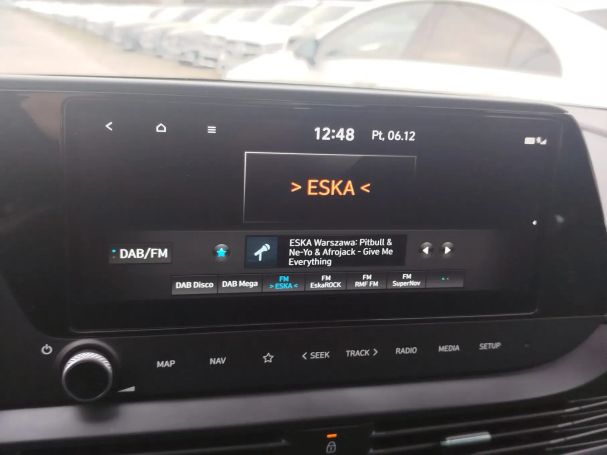 12:48 Pt, 06.12
> ESKA <
DAB/FM
ESKA Warszawa: Pitbull &
Ne-Yo & Afrojack - Give Me
Everything
DAB Disco DAB Mega FM > ESKA < FM EskaROCK FM RMF FM FM SuperNov
MAP NAV < SEEK TRACK > RADIO MEDIA SETUP